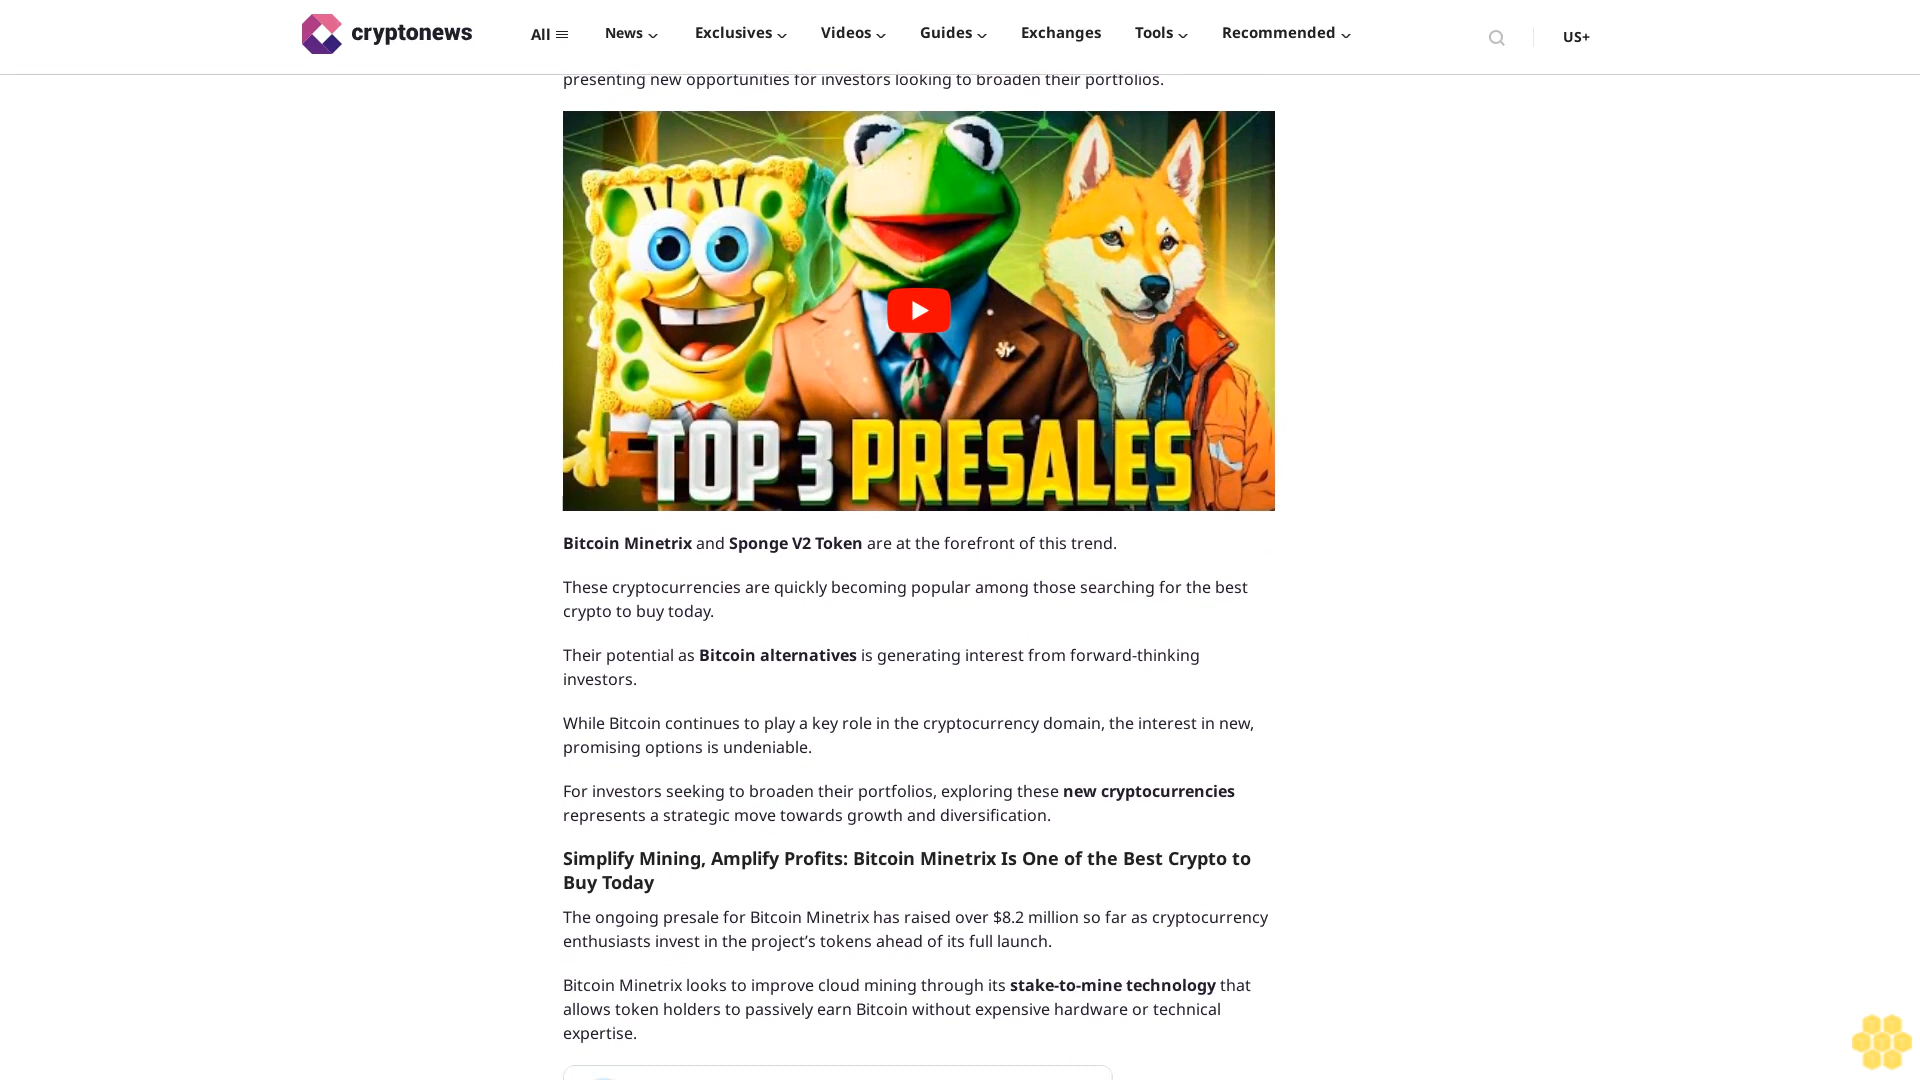 cryptonews
All
News
Exclusives
Videos
Guides
Exchanges
Tools
Recommended
US+
presenting new opportunities for investors looking to broaden their portfolios.
TOP 3 PRESALES
Bitcoin Minetrix and Sponge V2 Token are at the forefront of this trend.
These cryptocurrencies are quickly becoming popular among those searching for the best
crypto to buy today.
Their potential as Bitcoin alternatives is generating interest from forward-thinking
investors.
While Bitcoin continues to play a key role in the cryptocurrency domain, the interest in new,
promising options is undeniable.
For investors seeking to broaden their portfolios, exploring these new cryptocurrencies
represents a strategic move towards growth and diversification.
Simplify Mining, Amplify Profits: Bitcoin Minetrix Is One of the Best Crypto to
Buy Today
The ongoing presale for Bitcoin Minetrix has raised over $8.2 million so far as cryptocurrency
enthusiasts invest in the project’s tokens ahead of its full launch.
Bitcoin Minetrix looks to improve cloud mining through its stake-to-mine technology that
allows token holders to passively earn Bitcoin without expensive hardware or technical
expertise.